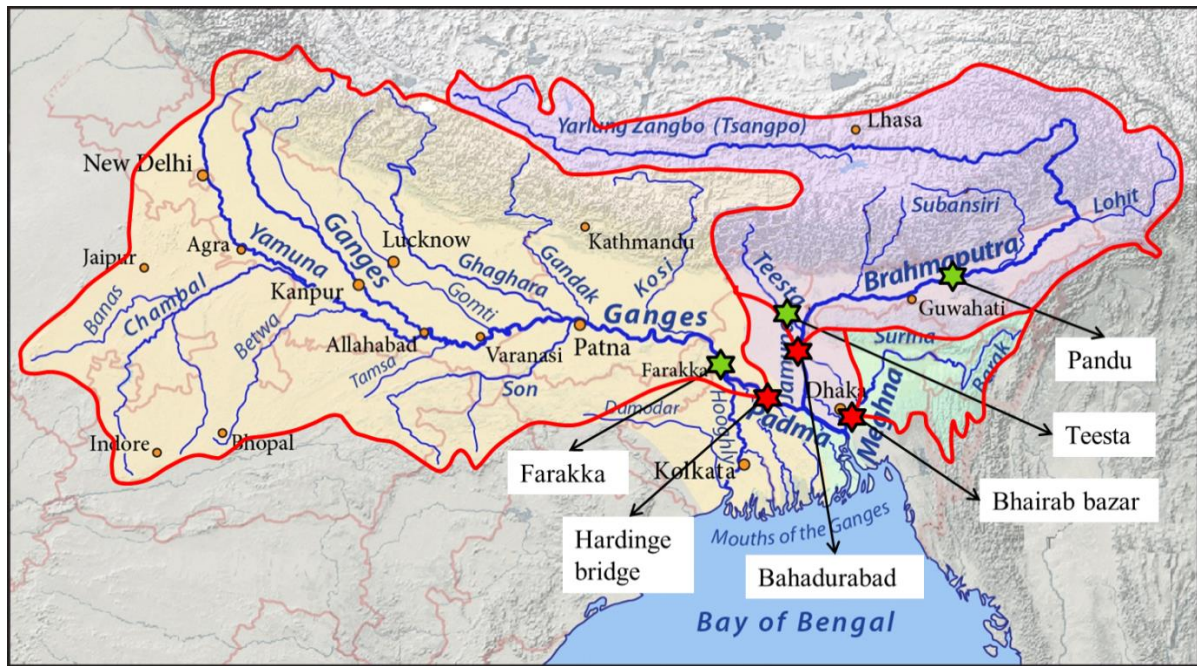 Yarlung Zangbo (Tsangpo)
Lhasa
New Delhi
Subansiri
Lohit
Agra
Yamuna
Ganges
Lucknow
Kathmandu
Teesta
Brahmaputra
Jaipur
Ghaghara
Gandak
Kosi
Banas
Chambal
Kanpur
Gomti
Guwahati
Ganges
Betwa
Allahabad
Varanasi
Patna
Surma
Pandu
Tamsa
Son
Farakka
Jamuna
Dhaka
Meghna
Barak
Damodar
Hooghly
Padma
Indore
Bhopal
Kolkata
Teesta
Farakka
Bhairab bazar
Mouths of the Ganges
Hardinge
bridge
Bahadurabad
Bay of Bengal